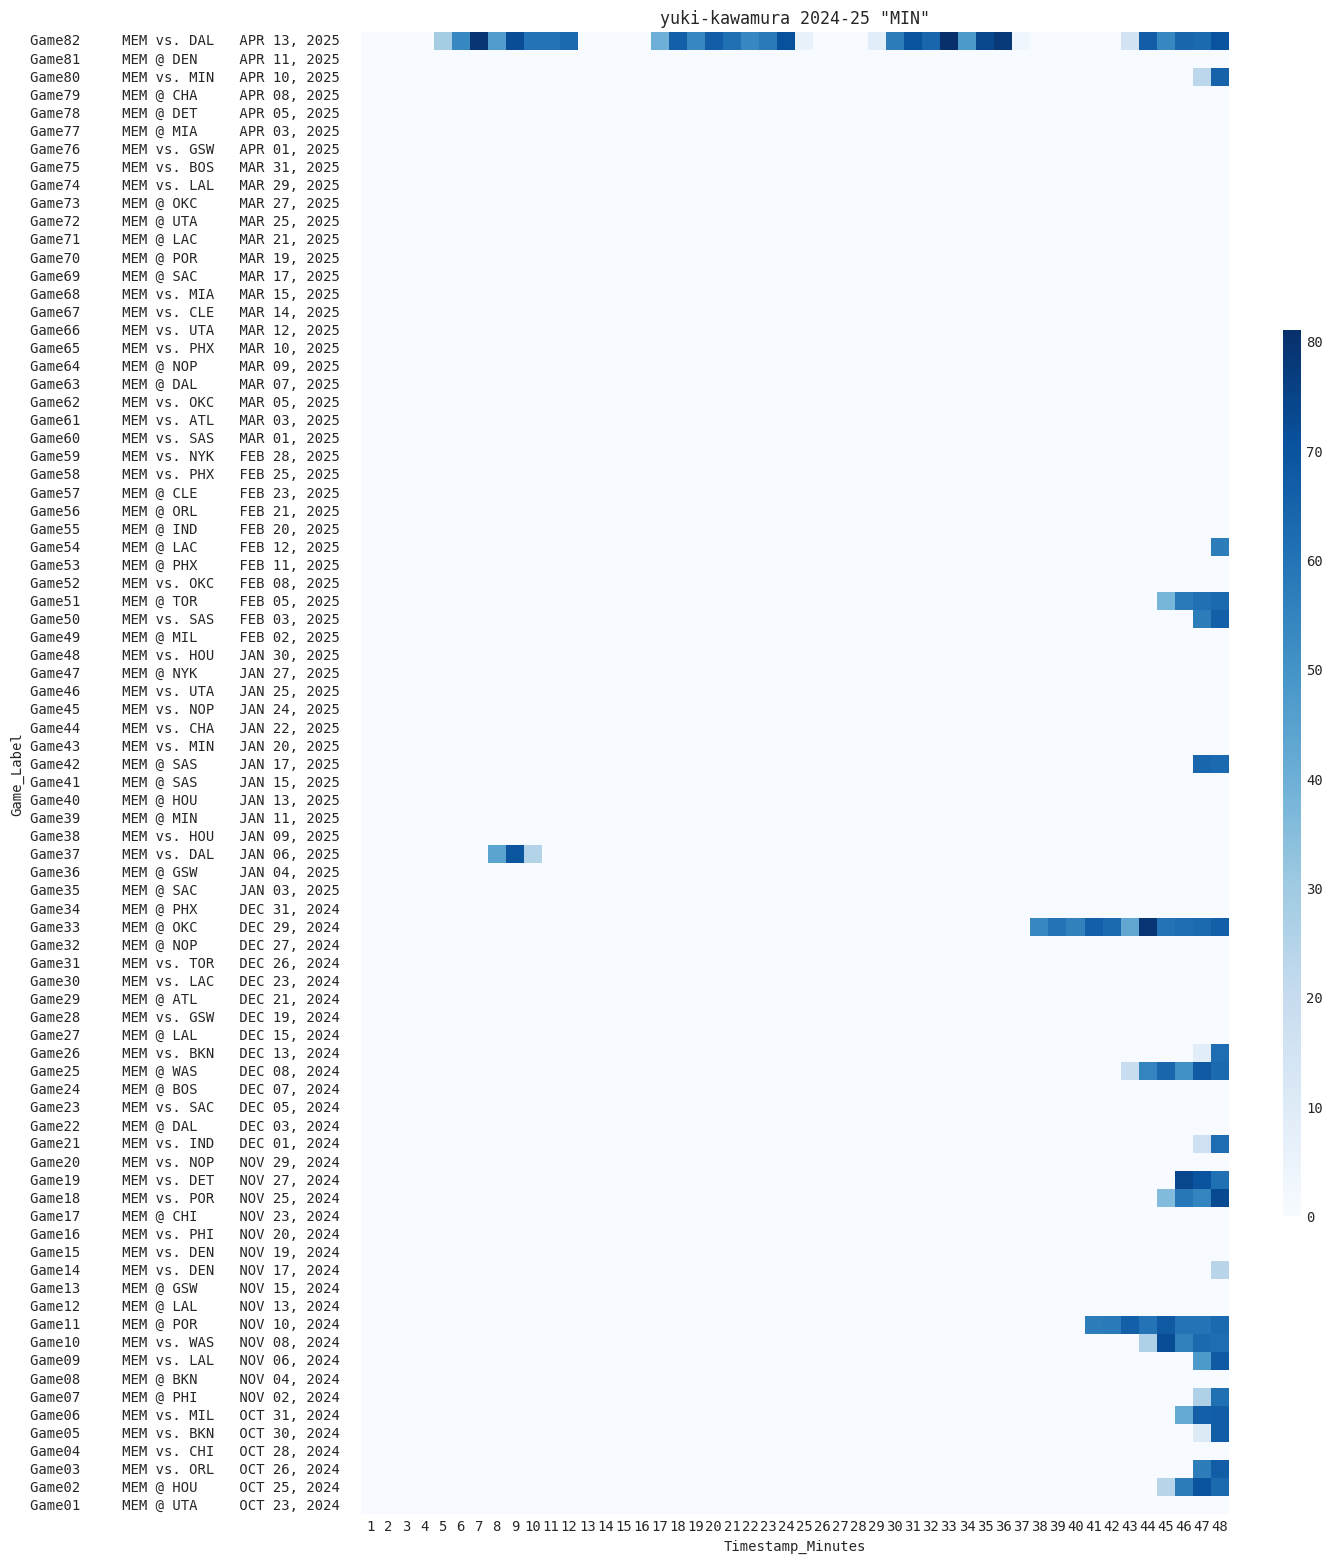 yuki-kawamura 2024-25 "MIN"
Game82 MEM vs. DAL APR 13, 2025
Game81 MEM @ DEN APR 11, 2025
Game80 MEM vs. MIN APR 10, 2025
Game79 MEM @ CHA APR 08, 2025
Game78 MEM @ DET APR 05, 2025
Game77 MEM @ MIA APR 03, 2025
Game76 MEM vs. GSW APR 01, 2025
Game75 MEM vs. BOS MAR 31, 2025
Game74 MEM vs. LAL MAR 29, 2025
Game73 MEM @ OKC MAR 27, 2025
Game72 MEM @ UTA MAR 25, 2025
Game71 MEM @ LAC MAR 21, 2025
Game70 MEM @ POR MAR 19, 2025
Game69 MEM @ SAC MAR 17, 2025
Game68 MEM vs. MIA MAR 15, 2025
Game67 MEM vs. CLE MAR 14, 2025
Game66 MEM vs. UTA MAR 12, 2025
Game65 MEM vs. PHX MAR 10, 2025
Game64 MEM @ NOP MAR 09, 2025
Game63 MEM @ DAL MAR 07, 2025
Game62 MEM vs. OKC MAR 05, 2025
Game61 MEM vs. ATL MAR 03, 2025
Game60 MEM vs. SAS MAR 01, 2025
Game59 MEM vs. NYK FEB 28, 2025
Game58 MEM vs. PHX FEB 25, 2025
Game57 MEM @ CLE FEB 23, 2025
Game56 MEM @ ORL FEB 21, 2025
Game55 MEM @ IND FEB 20, 2025
Game54 MEM @ LAC FEB 12, 2025
Game53 MEM @ PHX FEB 11, 2025
Game52 MEM vs. OKC FEB 08, 2025
Game51 MEM @ TOR FEB 05, 2025
Game50 MEM vs. SAS FEB 03, 2025
Game49 MEM @ MIL FEB 02, 2025
Game48 MEM vs. HOU JAN 30, 2025
Game47 MEM @ NYK JAN 27, 2025
Game46 MEM vs. UTA JAN 25, 2025
Game45 MEM vs. NOP JAN 24, 2025
Game44 MEM vs. CHA JAN 22, 2025
Game43 MEM vs. MIN JAN 20, 2025
Game42 MEM @ SAS JAN 17, 2025
Game41 MEM @ SAS JAN 15, 2025
Game40 MEM @ HOU JAN 13, 2025
Game39 MEM @ MIN JAN 11, 2025
Game38 MEM vs. HOU JAN 09, 2025
Game37 MEM vs. DAL JAN 06, 2025
Game36 MEM @ GSW JAN 04, 2025
Game35 MEM @ SAC JAN 03, 2025
Game34 MEM @ PHX DEC 31, 2024
Game33 MEM @ OKC DEC 29, 2024
Game32 MEM @ NOP DEC 27, 2024
Game31 MEM vs. TOR DEC 26, 2024
Game30 MEM vs. LAC DEC 23, 2024
Game29 MEM @ ATL DEC 21, 2024
Game28 MEM vs. GSW DEC 19, 2024
Game27 MEM @ LAL DEC 15, 2024
Game26 MEM vs. BKN DEC 13, 2024
Game25 MEM @ WAS DEC 08, 2024
Game24 MEM @ BOS DEC 07, 2024
Game23 MEM vs. SAC DEC 05, 2024
Game22 MEM @ DAL DEC 03, 2024
Game21 MEM vs. IND DEC 01, 2024
Game20 MEM vs. NOP NOV 29, 2024
Game19 MEM vs. DET NOV 27, 2024
Game18 MEM vs. POR NOV 25, 2024
Game17 MEM @ CHI NOV 23, 2024
Game16 MEM vs. PHI NOV 20, 2024
Game15 MEM vs. DEN NOV 19, 2024
Game14 MEM vs. DEN NOV 17, 2024
Game13 MEM @ GSW NOV 15, 2024
Game12 MEM @ LAL NOV 13, 2024
Game11 MEM @ POR NOV 10, 2024
Game10 MEM vs. WAS NOV 08, 2024
Game09 MEM vs. LAL NOV 06, 2024
Game08 MEM @ BKN NOV 04, 2024
Game07 MEM @ PHI NOV 02, 2024
Game06 MEM vs. MIL OCT 31, 2024
Game05 MEM vs. BKN OCT 30, 2024
Game04 MEM vs. CHI OCT 28, 2024
Game03 MEM vs. ORL OCT 26, 2024
Game02 MEM @ HOU OCT 25, 2024
Game01 MEM @ UTA OCT 23, 2024
Game_Label
1 2 3 4 5 6 7 8 9 10 11 12 13 14 15 16 17 18 19 20 21 22 23 24 25 26 27 28 29 30 31 32 33 34 35 36 37 38 39 40 41 42 43 44 45 46 47 48
Timestamp_Minutes
80
70
60
50
40
30
20
10
0